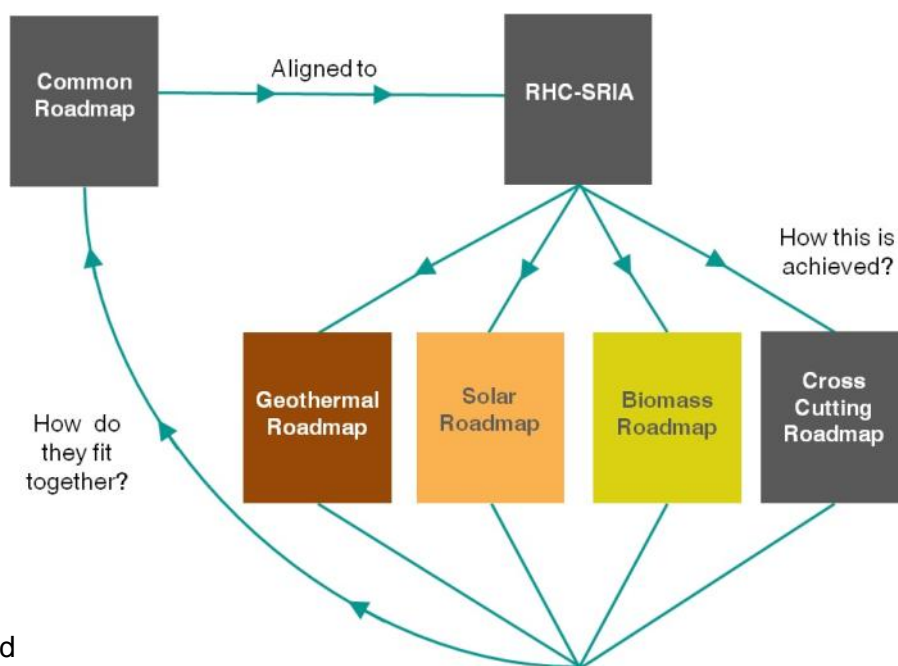 Common
Roadmap
Aligned to
RHC-SRIA
How this is
achieved?
Geothermal
Roadmap
Solar
Roadmap
Biomass
Roadmap
Cross
Cutting
Roadmap
How do
they fit
together?
d